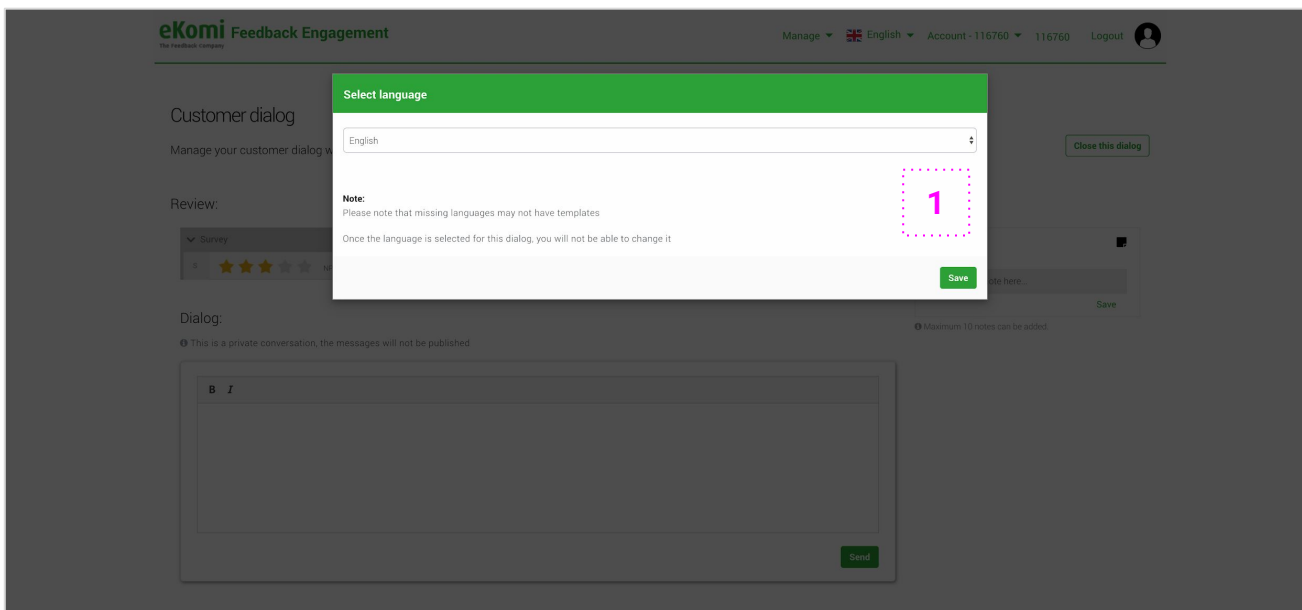 eKomi Feedback Engagement
The Feedback Company
Manage English Account - 116760 116760 Logout
Select language
Customer dialog
English
Manage your customer dialog w
Close this dialog
Note:
Please note that missing languages may not have templates
1
Review:
Once the language is selected for this dialog, you will not be able to change it
Survey
Save
ote here...
Save
Dialog:
Maximum 10 notes can be added
This is a private conversation, the messages will not be published
B I
Send